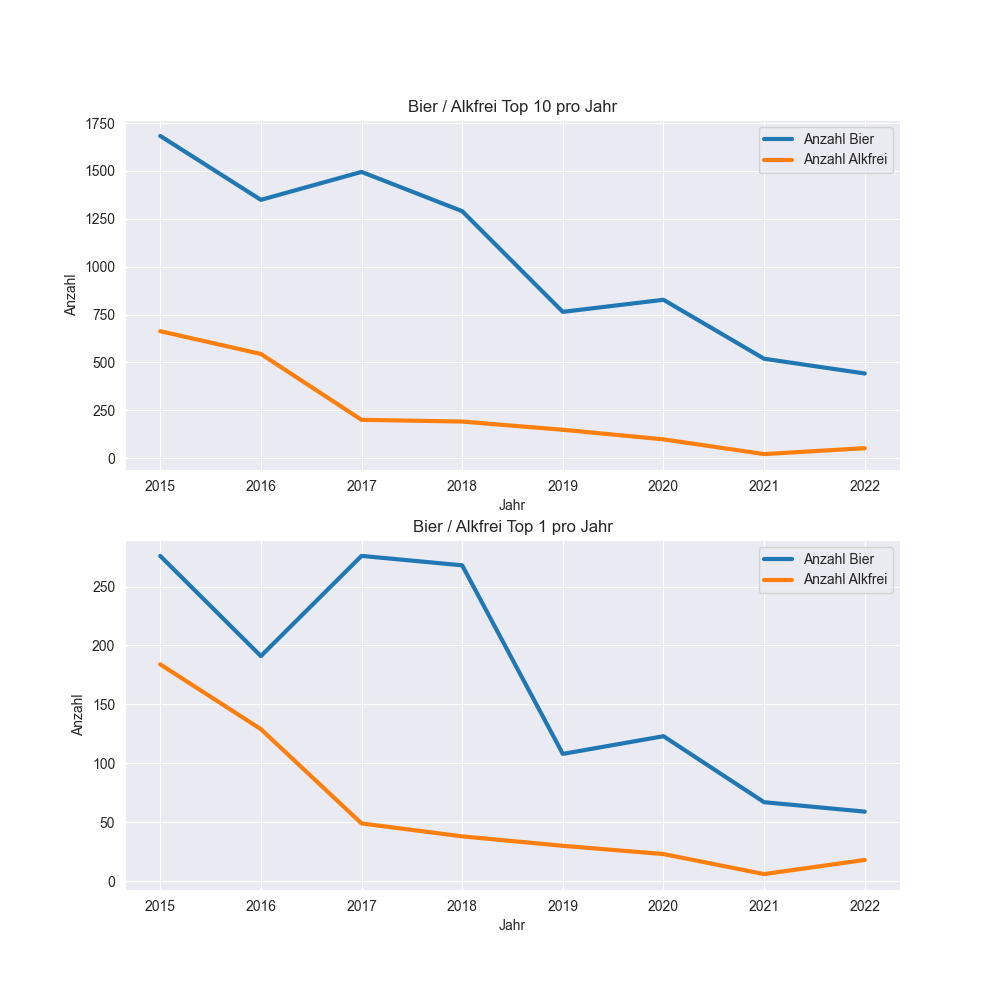 Bier / Alkfrei Top 10 pro Jahr
Anzahl Bier
Anzahl Alkfrei
1750
1500
1250
1000
750
500
250
0
Anzahl
2015 2016 2017 2018 2019 2020 2021 2022
Jahr
Bier / Alkfrei Top 1 pro Jahr
Anzahl Bier
Anzahl Alkfrei
250
200
150
100
50
0
Anzahl
2015 2016 2017 2018 2019 2020 2021 2022
Jahr